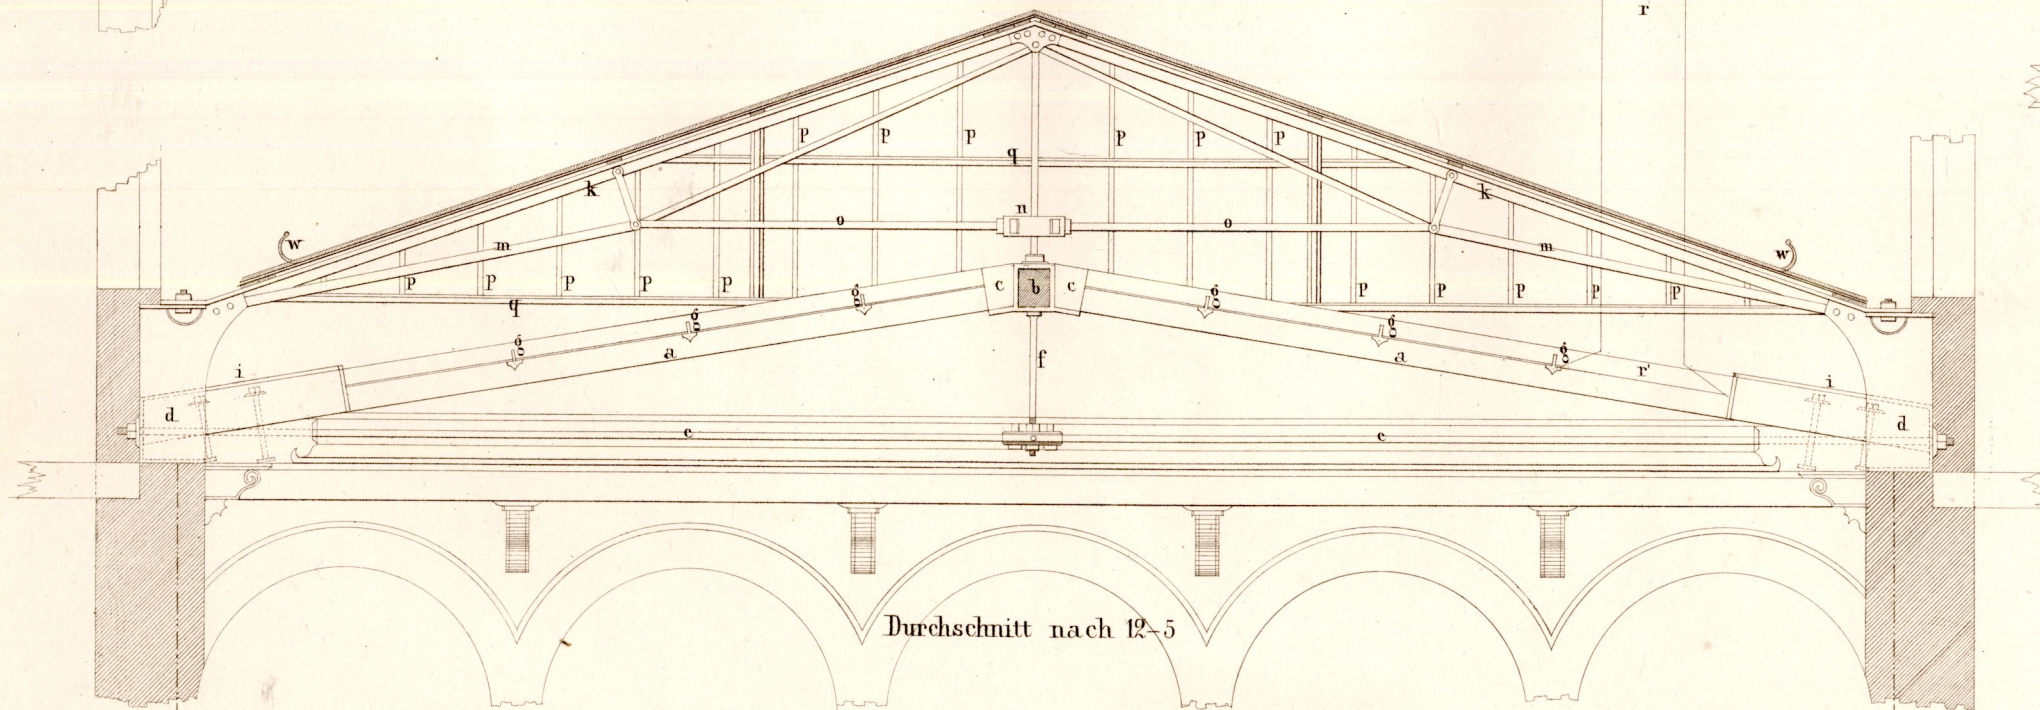 r
p p p p p p
q
k k
n
w o o w
m m
p p p p p c b c p p p p p
q g g
g g
f
g a a g
i r' i
d d
e e
Durchschnitt nach 12-5